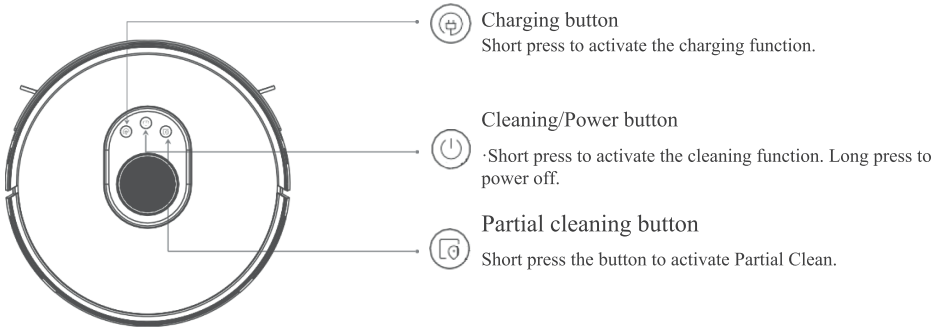 Charging button
Short press to activate the charging function.
Cleaning/Power button
·Short press to activate the cleaning function. Long press to
power off.
Partial cleaning button
Short press the button to activate Partial Clean.